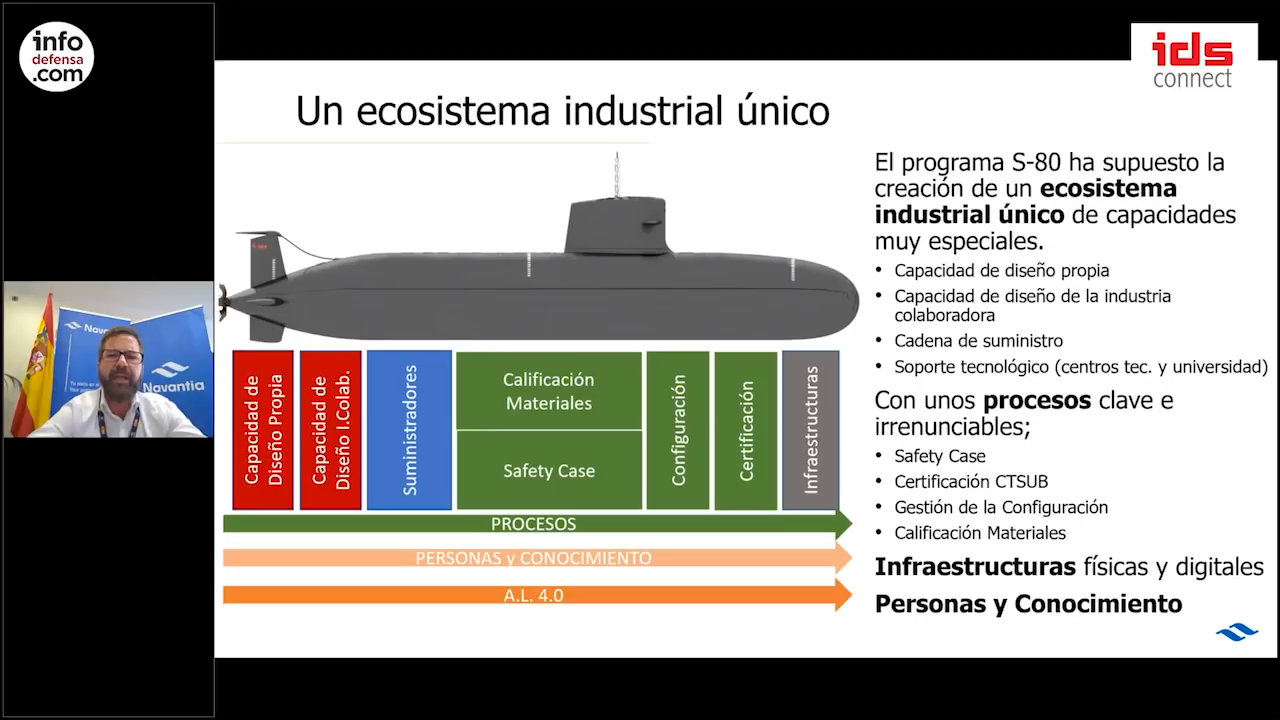 info
defensa
.com
ids
connect
Un ecosistema industrial único
El programa S-80 ha supuesto la
creación de un ecosistema
industrial único de capacidades
muy especiales.
• Capacidad de diseño propia
• Capacidad de diseño de la industria
colaboradora
• Cadena de suministro
• Soporte tecnológico (centros tec. y universidad)
Con unos procesos clave e
irrenunciables;
• Safety Case
• Certificación CTSUB
• Gestión de la Configuración
• Calificación Materiales
Infraestructuras físicas y digitales
Personas y Conocimiento
Capacidad de
Diseño Propia
Capacidad de
Diseño I.Colab.
Suministradores
Calificación
Materiales
Safety Case
Configuración
Certificación
Infraestructuras
PROCESOS
PERSONAS y CONOCIMIENTO
A.L. 4.0
Navantia